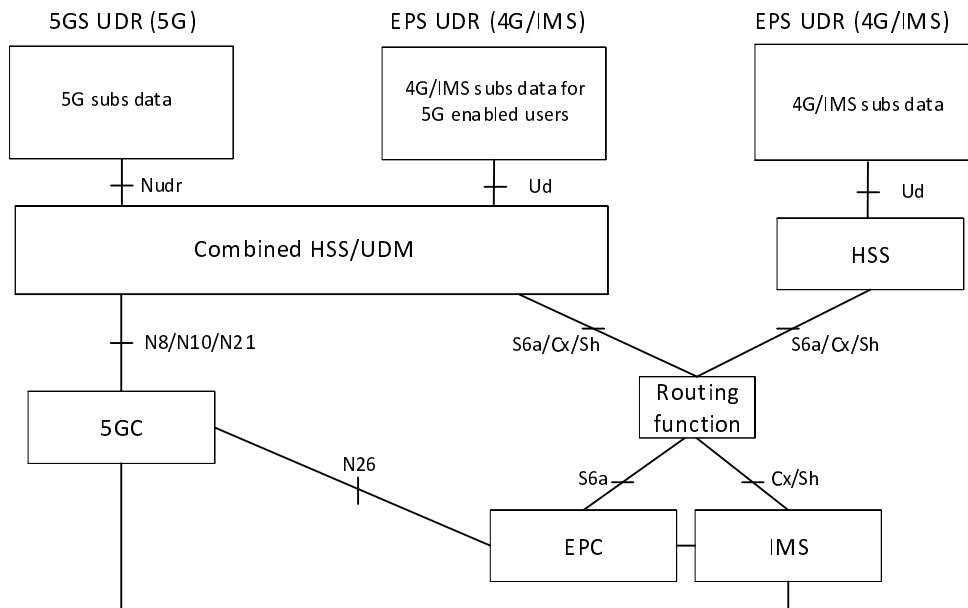 5GS UDR (5G)
EPS UDR (4G/IMS)
EPS UDR (4G/IMS)
5G subs data
4G/IMS subs data for
5G enabled users
4G/IMS subs data
Nudr
Ud
Ud
Combined HSS/UDM
HSS
N8/N10/N21
S6a/Cx/Sh
S6a/Cx/Sh
Routing
function
5GC
N26
S6a
Cx/Sh
EPC
IMS